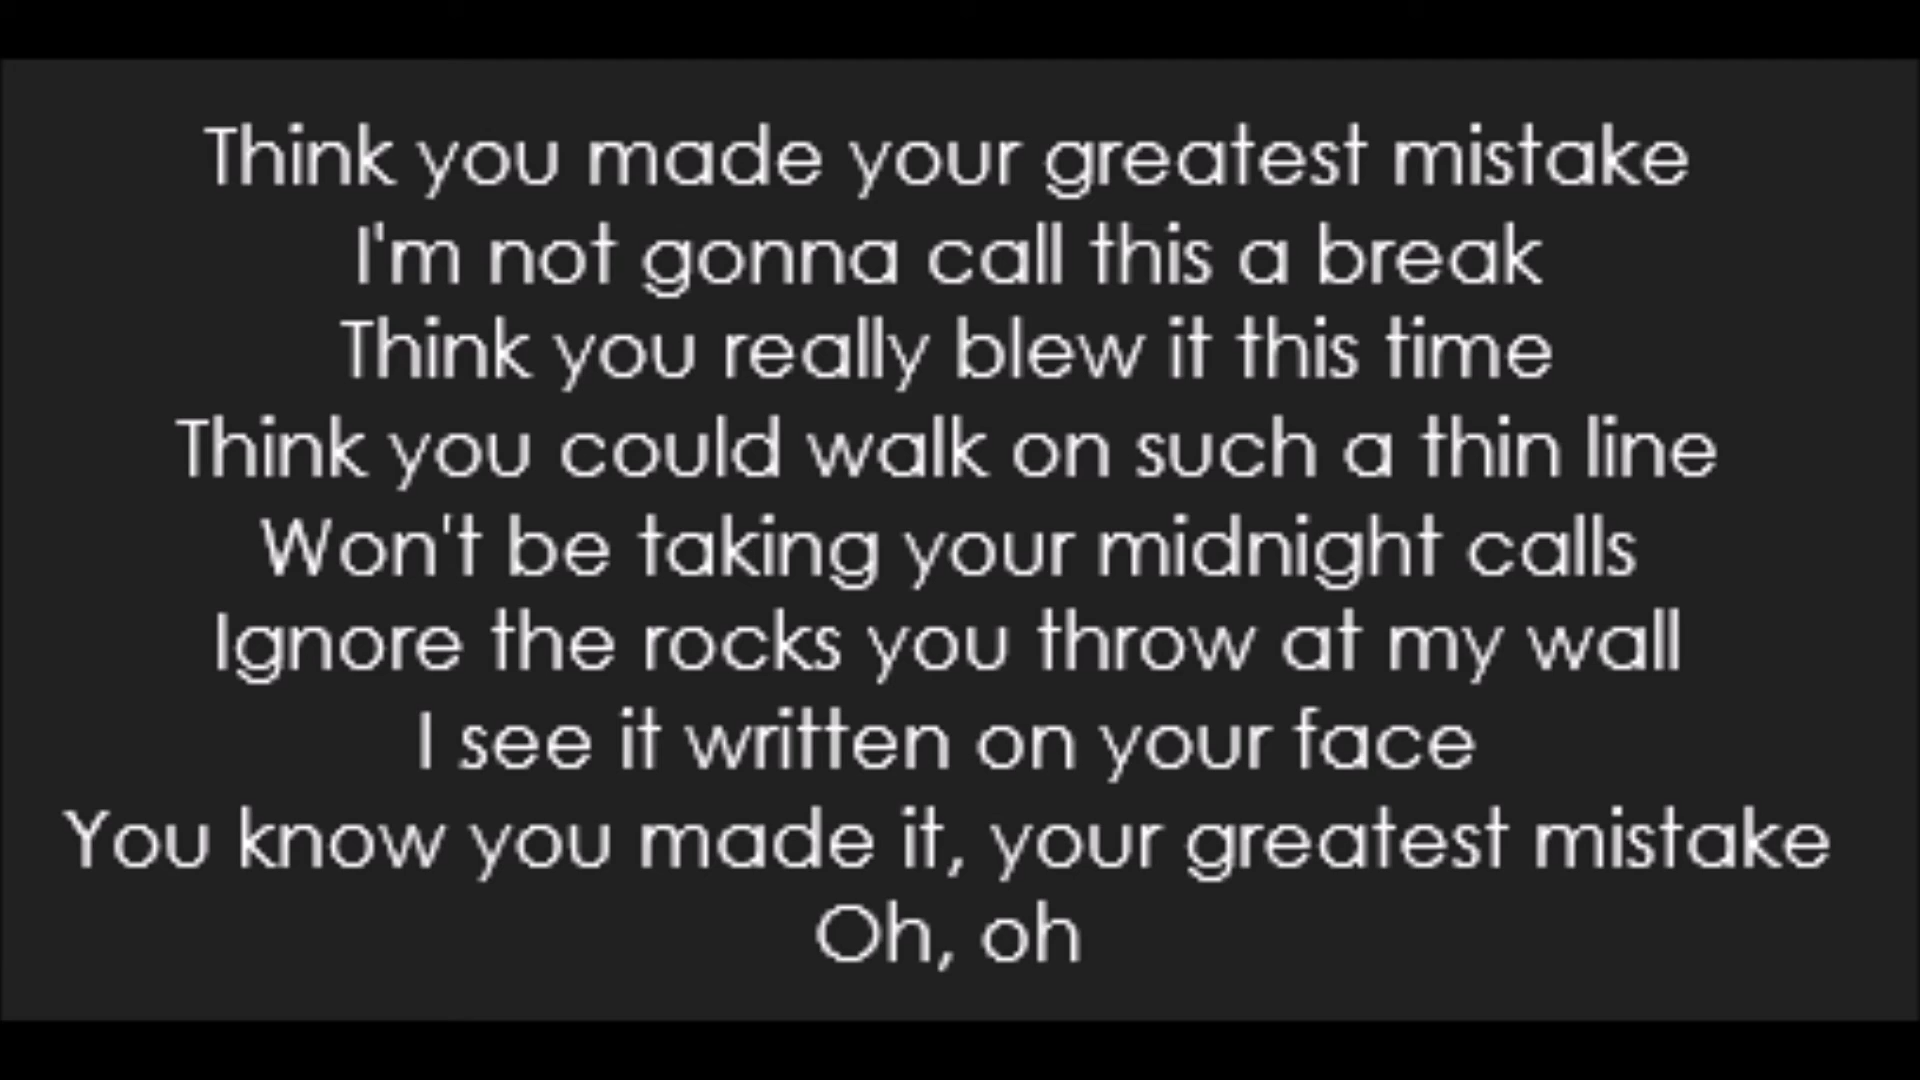 Think you made your greatest mistake
I'm not gonna call this a break
Think you really blew it this time
Think you could walk on such a thin line
Won't be taking your midnight calls
Ignore the rocks you throw at my wall
I see it written on your face
You know you made it, your greatest mistake
Oh, oh